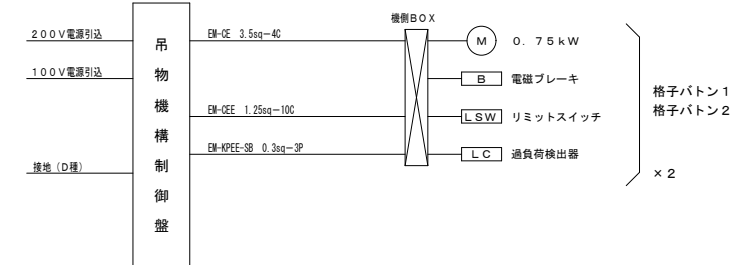 機側BOX
200V電源引込
EM-CE 3.5sq-4C
M
0.75kW
100V電源引込
B
電磁ブレーキ
格子バトン1
格子バトン2
EM-CEE 1.25sq-10C
LSW
リミットスイッチ
EM-KPEE-SB 0.3sq-3P
LC
過負荷検出器
接地(D種)
×2
吊物機構制御盤